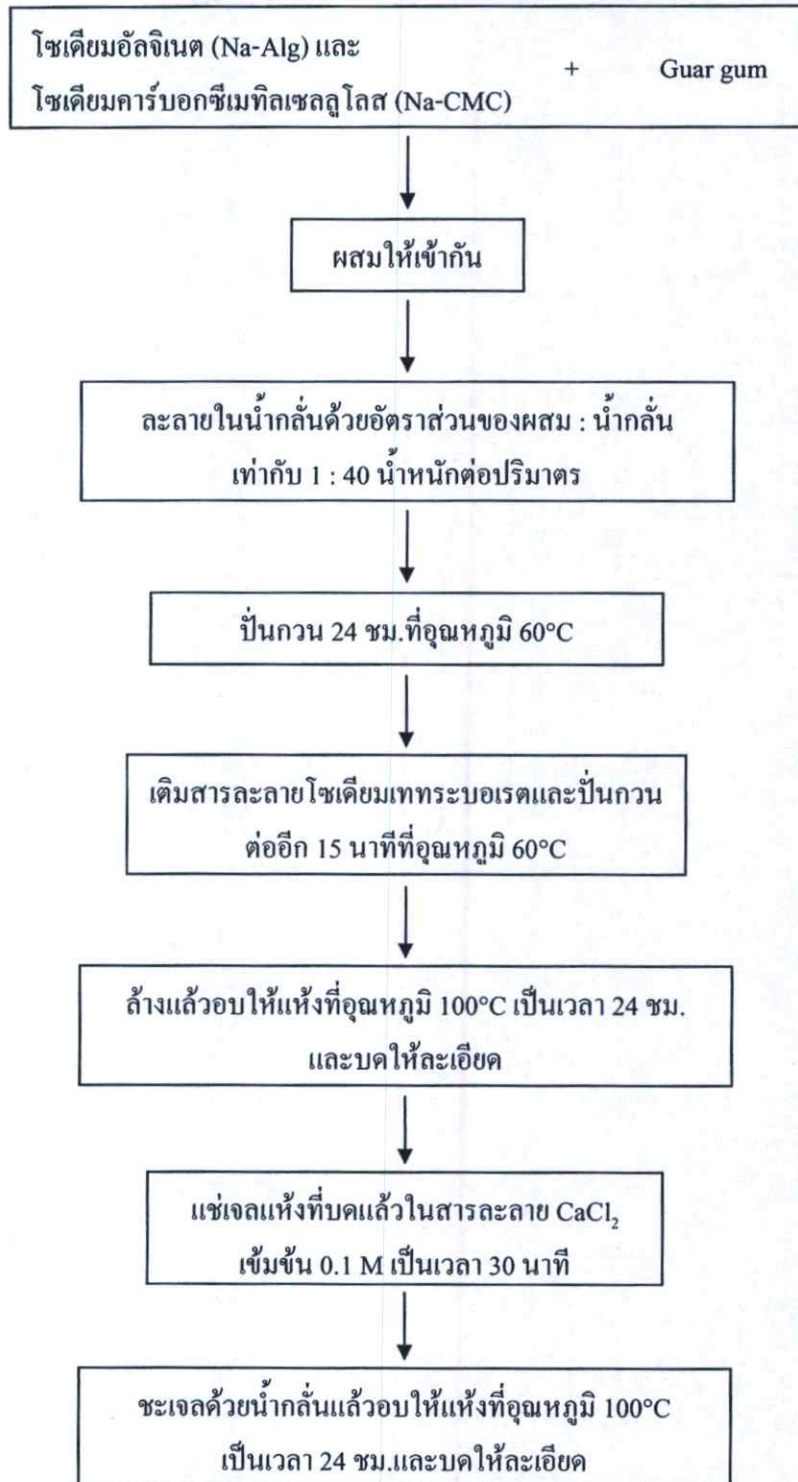 โซเดียมอัลจิเนต (Na-Alg) และ
+ Guar gum
โซเดียมคาร์บอกซีเมทิลเซลลูโลส (Na-CMC)
ผสมให้เข้ากัน
ละลายในน้ำกลั่นด้วยอัตราส่วนของผสม : น้ำกลั่น
เท่ากับ 1 : 40 น้ำหนักต่อปริมาตร
ปั่นกวน 24 ชม.ที่อุณหภูมิ 60°C
เติมสารละลายโซเดียมเททระบอเรตและปั่นกวน
ต่ออีก 15 นาทีที่อุณหภูมิ 60°C
ล้างแล้วอบให้แห้งที่อุณหภูมิ 100°C เป็นเวลา 24 ชม.
และบดให้ละเอียด
แช่เจลแห้งที่บดแล้วในสารละลาย CaCl₂
เข้มข้น 0.1 M เป็นเวลา 30 นาที
ชะเจลด้วยน้ำกลั่นแล้วอบให้แห้งที่อุณหภูมิ 100°C
เป็นเวลา 24 ชม.และบดให้ละเอียด